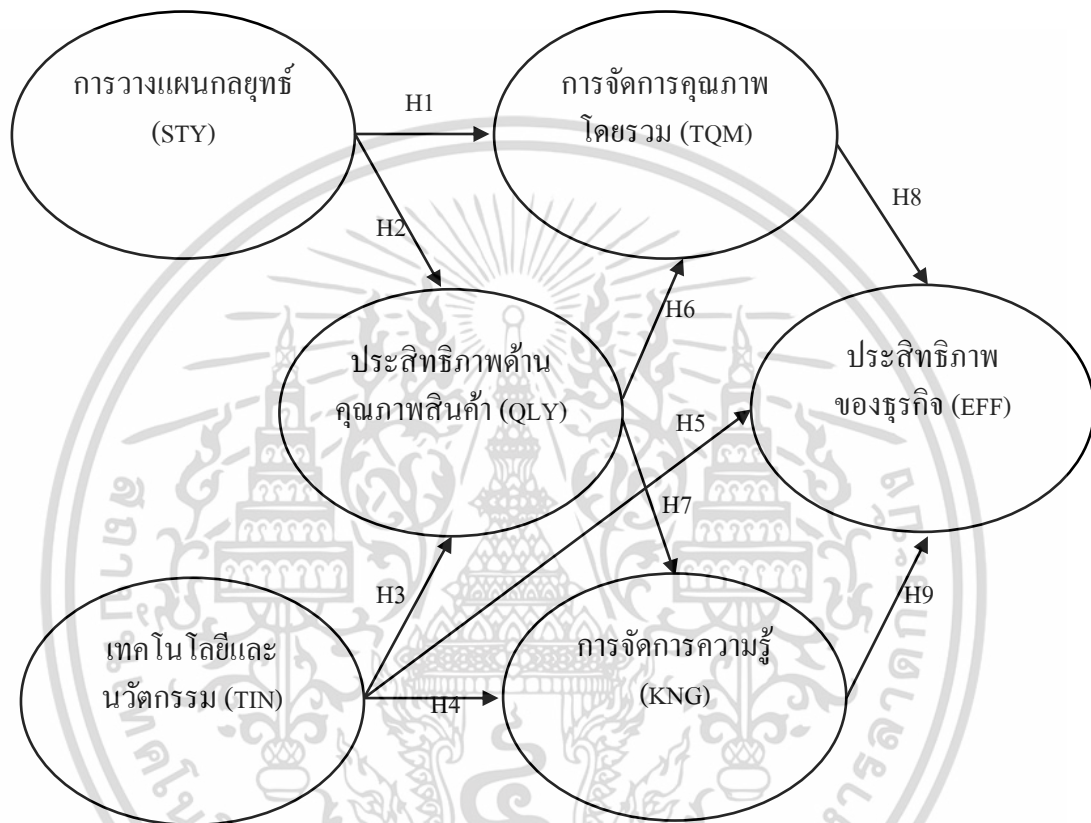 การวางแผนกลยุทธ์
(STY)
H1
การจัดการคุณภาพ
โดยรวม (TQM)
H2
H8
ประสิทธิภาพด้าน
คุณภาพสินค้า (QLY)
H6
ประสิทธิภาพ
ของธุรกิจ (EFF)
H5
H7
H3
เทคโนโลยีและ
นวัตกรรม (TIN)
H4
การจัดการความรู้
(KNG)
H9